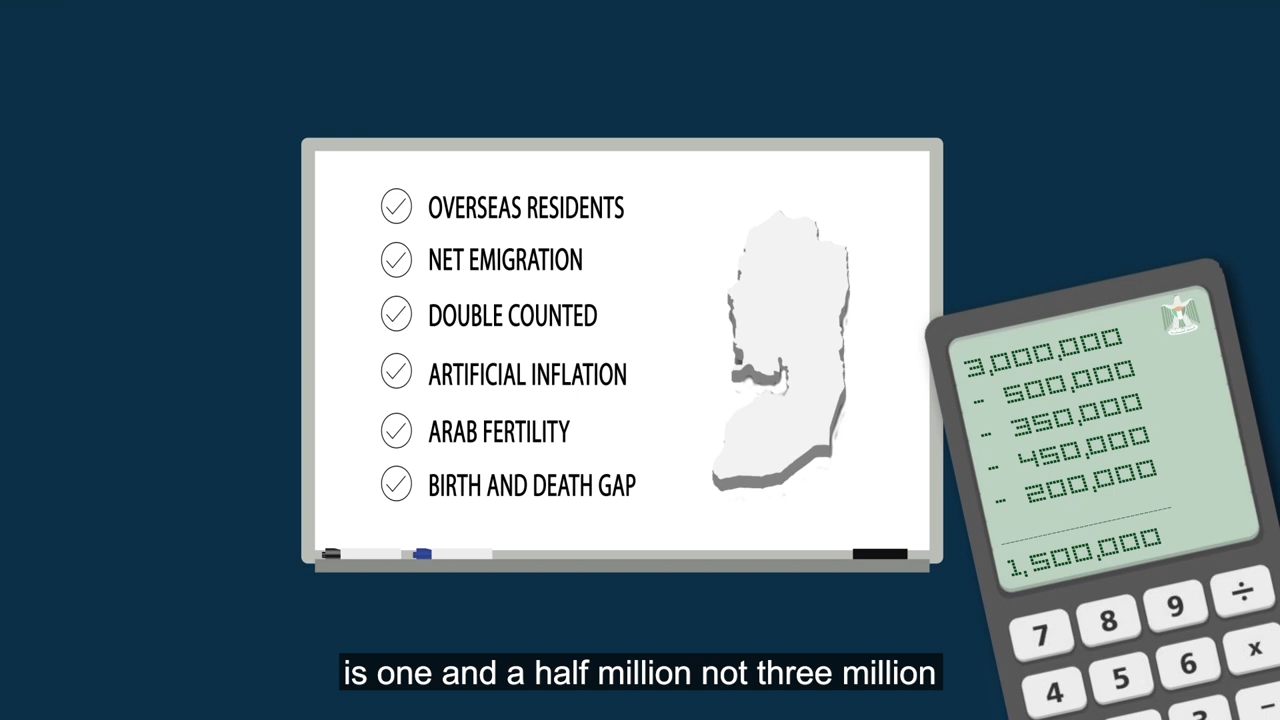 OVERSEAS RESIDENTS
NET EMIGRATION
DOUBLE COUNTED
ARTIFICIAL INFLATION
ARAB FERTILITY
BIRTH AND DEATH GAP
3,000,000
- 500,000
- 350,000
- 450,000
- 200,000
1,500,000
7 8 9 ÷
4 5 6 x
3 -
is one and a half million not three million